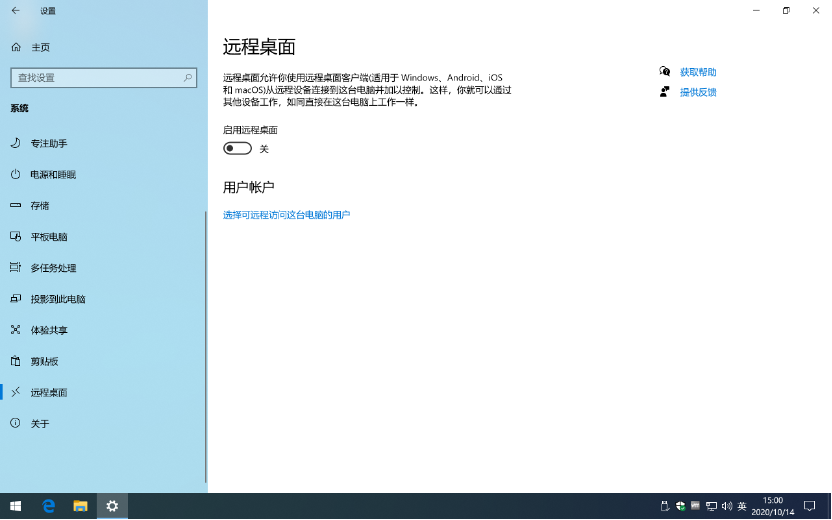 设置
主页
查找设置
系统
专注助手
电源和睡眠
存储
平板电脑
多任务处理
投影到此电脑
体验共享
剪贴板
远程桌面
关于
远程桌面
远程桌面允许你使用远程桌面客户端(适用于 Windows、Android、iOS
和 macOS)从远程设备连接到这台电脑并加以控制。这样，你就可以通过
其他设备工作，如同直接在这台电脑上工作一样。
启用远程桌面
关
用户帐户
选择可远程访问这台电脑的用户
获取帮助
提供反馈
英
15:00
2020/10/14